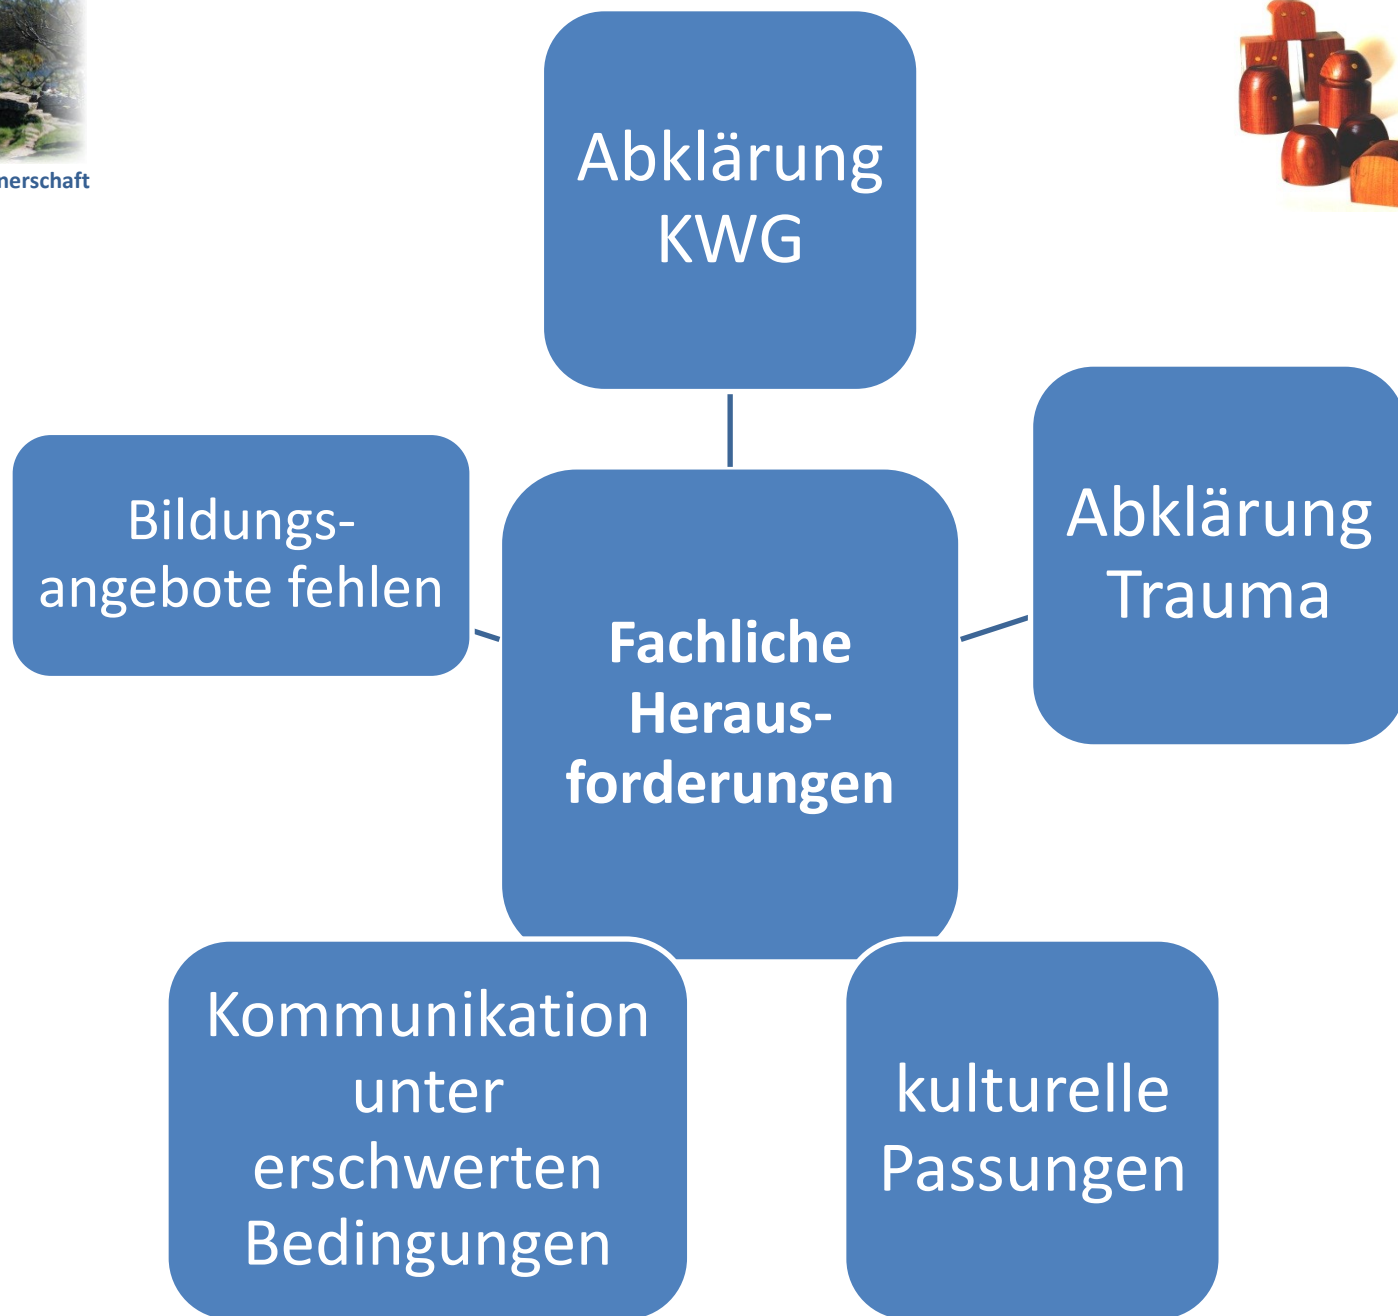 nerschaft
Abklärung
KWG
Abklärung
Trauma
Bildungs-
angebote fehlen
Fachliche
Heraus-
forderungen
Kommunikation
unter
erschwerten
Bedingungen
kulturelle
Passungen